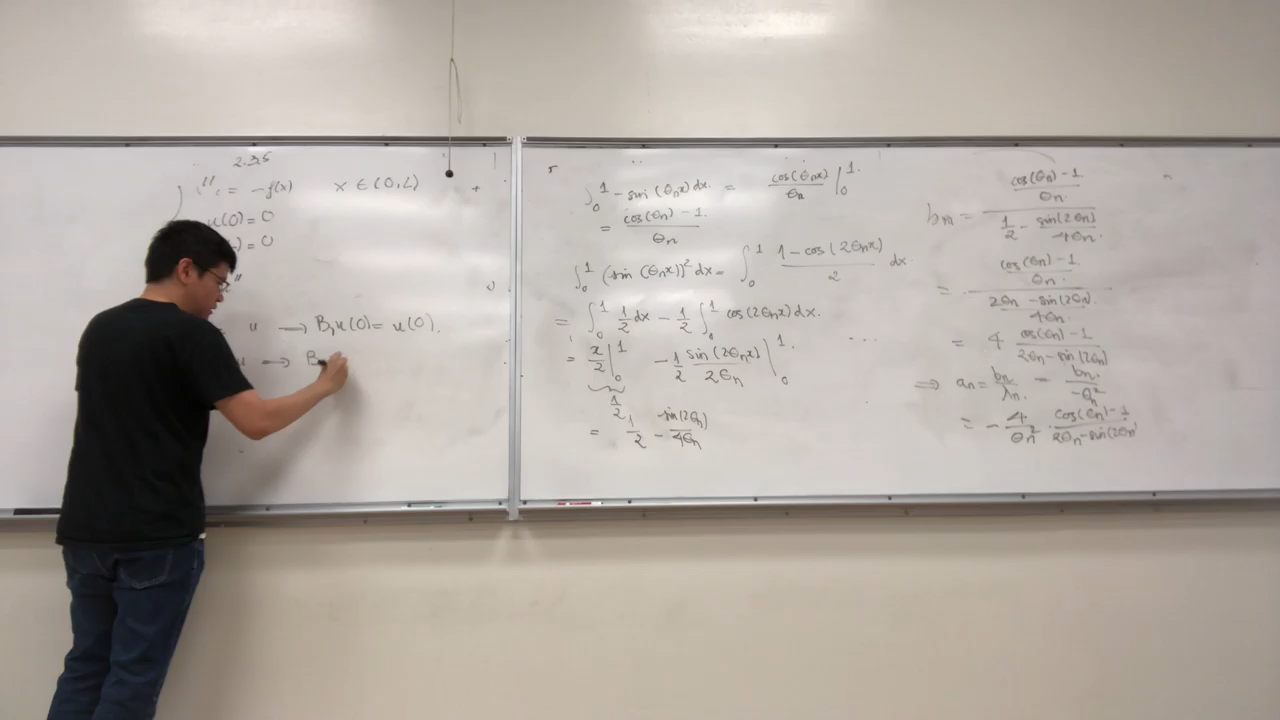 2.3.5
u'' = -f(x) x ∈ (0,L)
u(0) = 0
) = 0
"
u → B₁u(0) = u(0).
u → B
∫₀¹ - sin(θₙx) dx. = cos(θₙx)/θₙ |₀¹.
= (cos(θₙ) - 1.)/θₙ
∫₀¹ (sin(θₙx))² dx = ∫₀¹ (1 - cos(2θₙx))/2 dx.
= ∫₀¹ 1/2 dx - 1/2 ∫₀¹ cos(2θₙx) dx.
= x/2 |₀¹ - 1/2 sin(2θₙx)/2θₙ |₀¹.
1/2
= 1/2 - sin(2θₙ)/4θₙ
bₙ = ((cos(θₙ) - 1.)/θₙ.)/(1/2 - sin(2θₙ)/4θₙ.)
= ((cos(θₙ) - 1.)/θₙ.)/((2θₙ - sin(2θₙ).)/4θₙ.)
= 4 (cos(θₙ) - 1)/(2θₙ - sin(2θₙ))
⇒ aₙ = bₙ/λₙ. = bₙ./-θₙ²
= - 4/θₙ² · (cos(θₙ) - 1)/(2θₙ - sin(2θₙ))